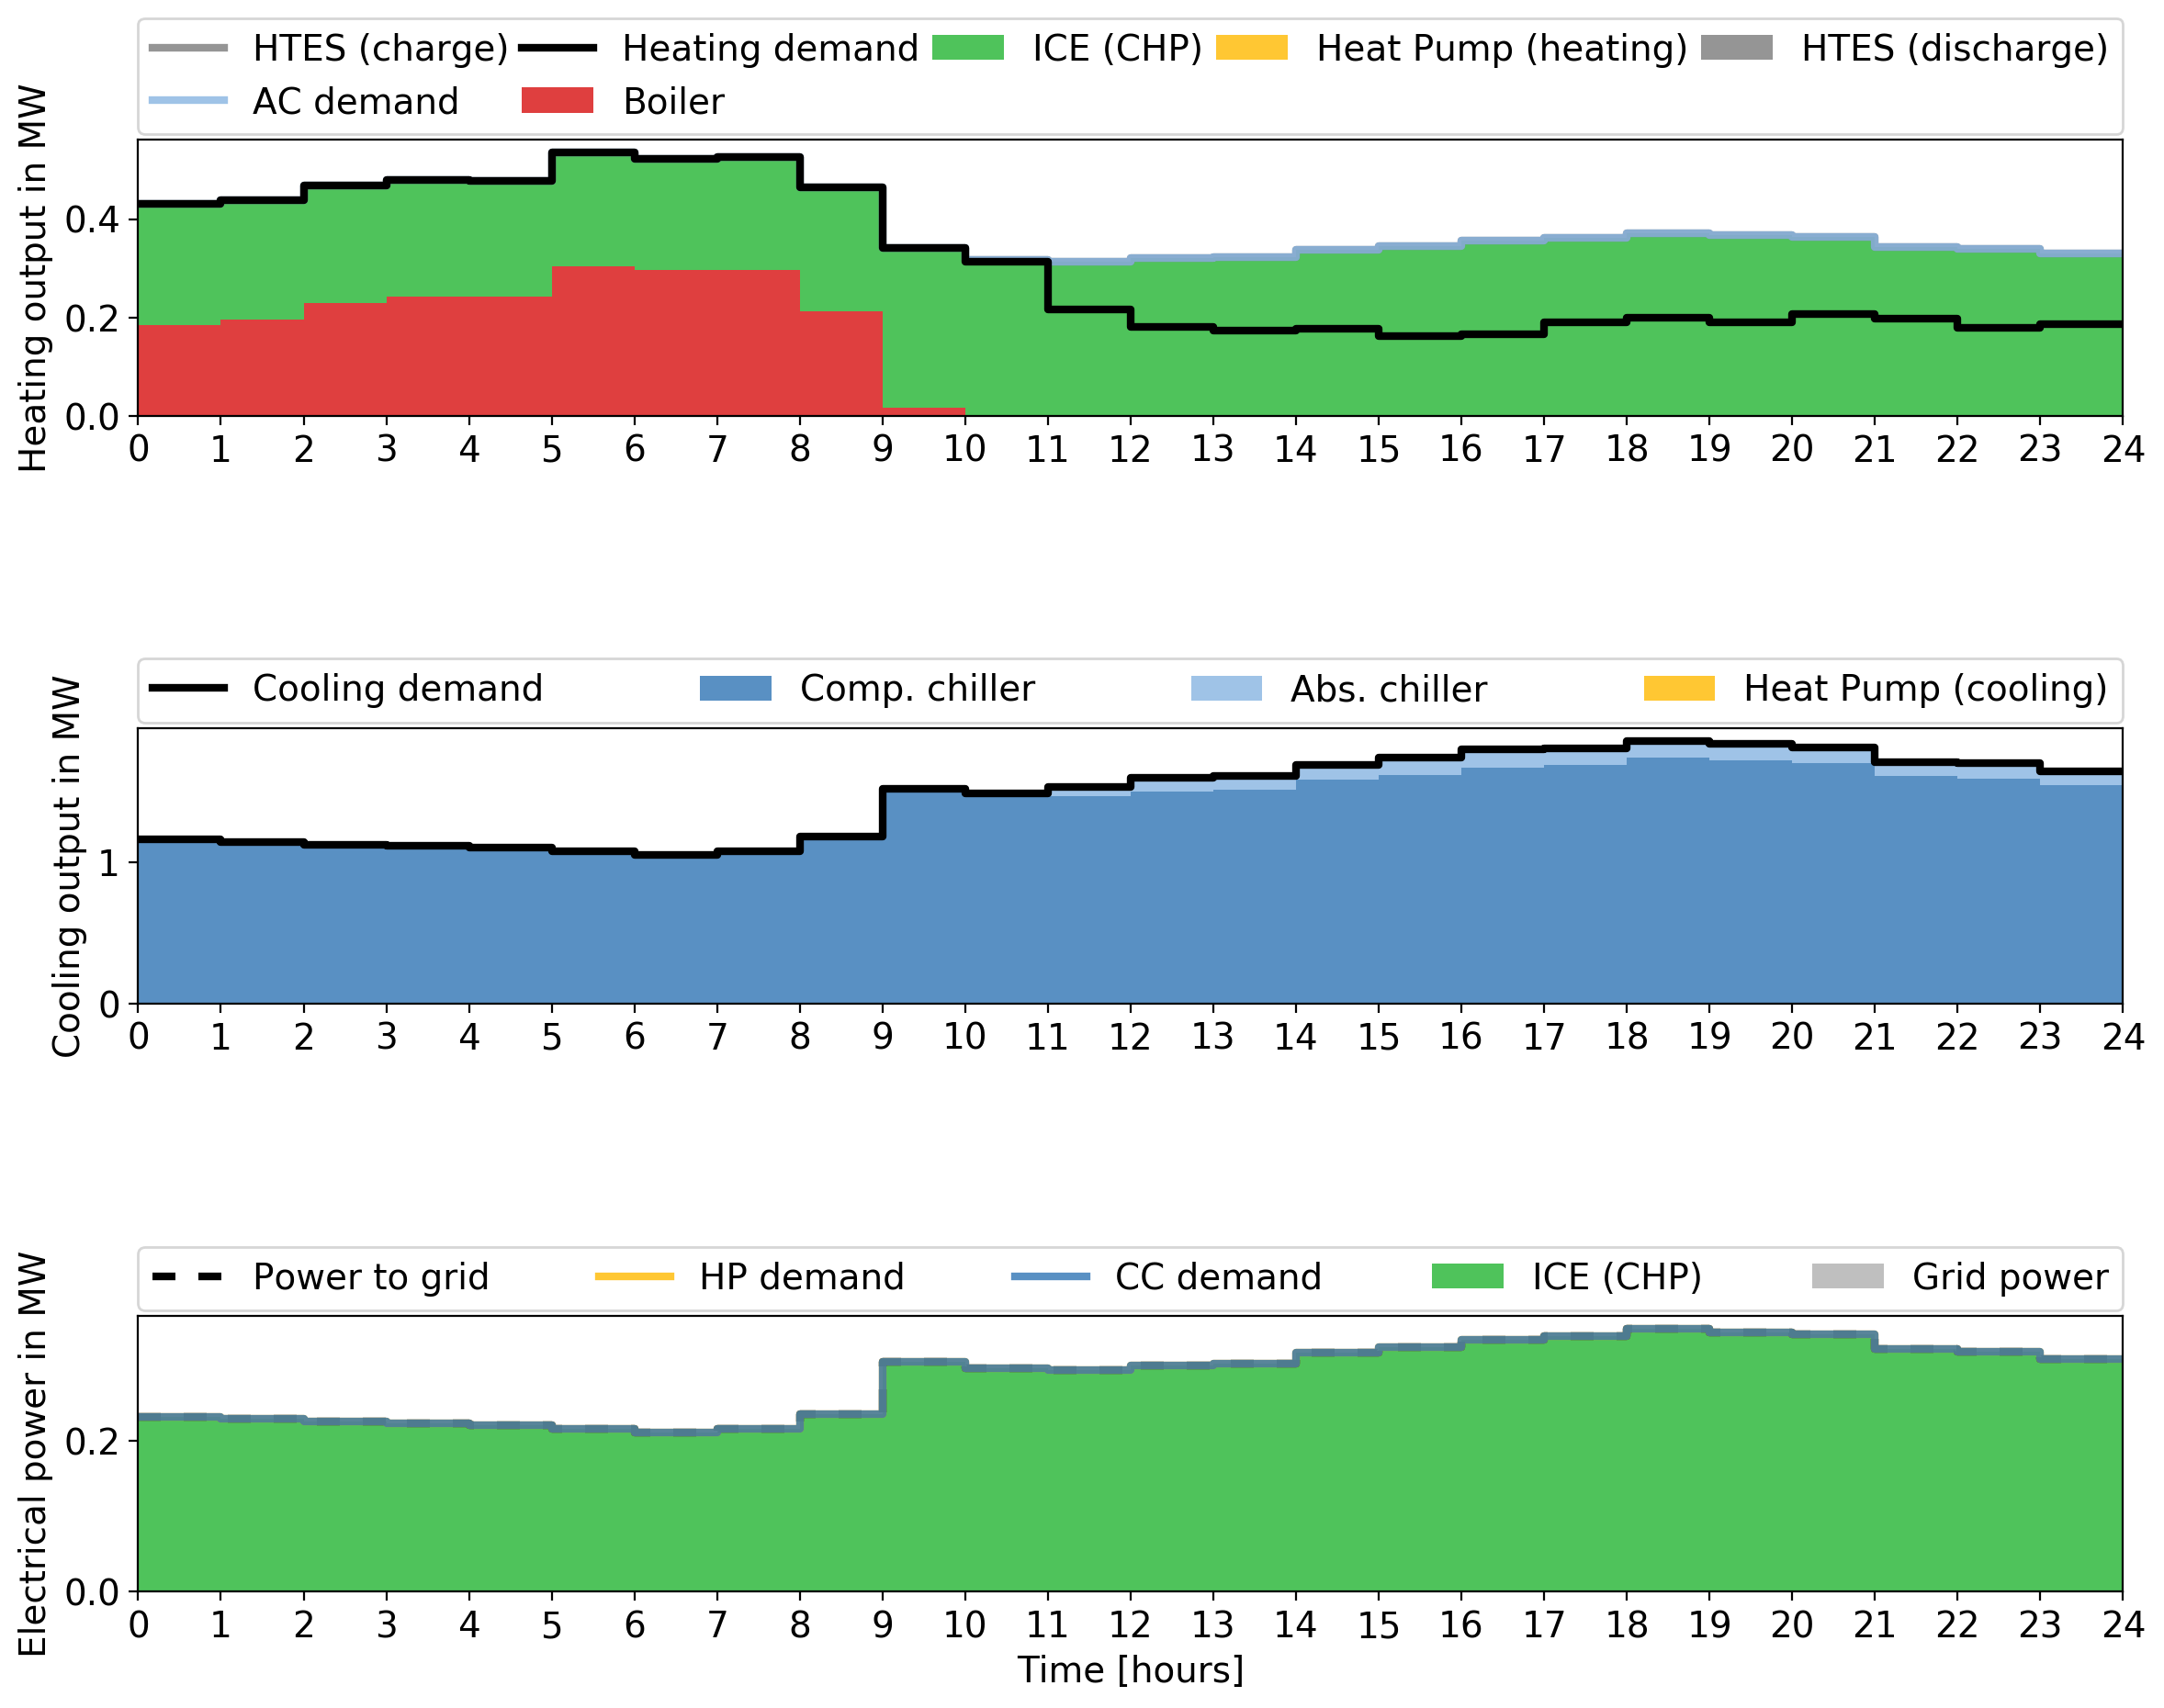 HTES (charge) Heating demand ICE (CHP) Heat Pump (heating) HTES (discharge)
AC demand Boiler
Heating output in MW
0.4
0.2
0.0
0 1 2 3 4 5 6 7 8 9 10 11 12 13 14 15 16 17 18 19 20 21 22 23 24
Cooling demand Comp. chiller Abs. chiller Heat Pump (cooling)
Cooling output in MW
1
0
0 1 2 3 4 5 6 7 8 9 10 11 12 13 14 15 16 17 18 19 20 21 22 23 24
Power to grid HP demand CC demand ICE (CHP) Grid power
Electrical power in MW
0.2
0.0
0 1 2 3 4 5 6 7 8 9 10 11 12 13 14 15 16 17 18 19 20 21 22 23 24
Time [hours]